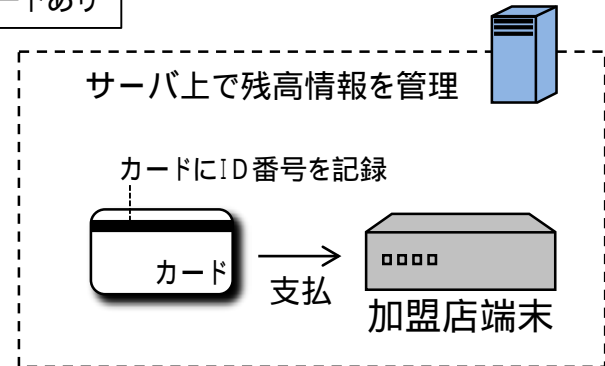 ードあり
サーバ上で残高情報を管理
カードにID番号を記録
カード
支払
加盟店端末